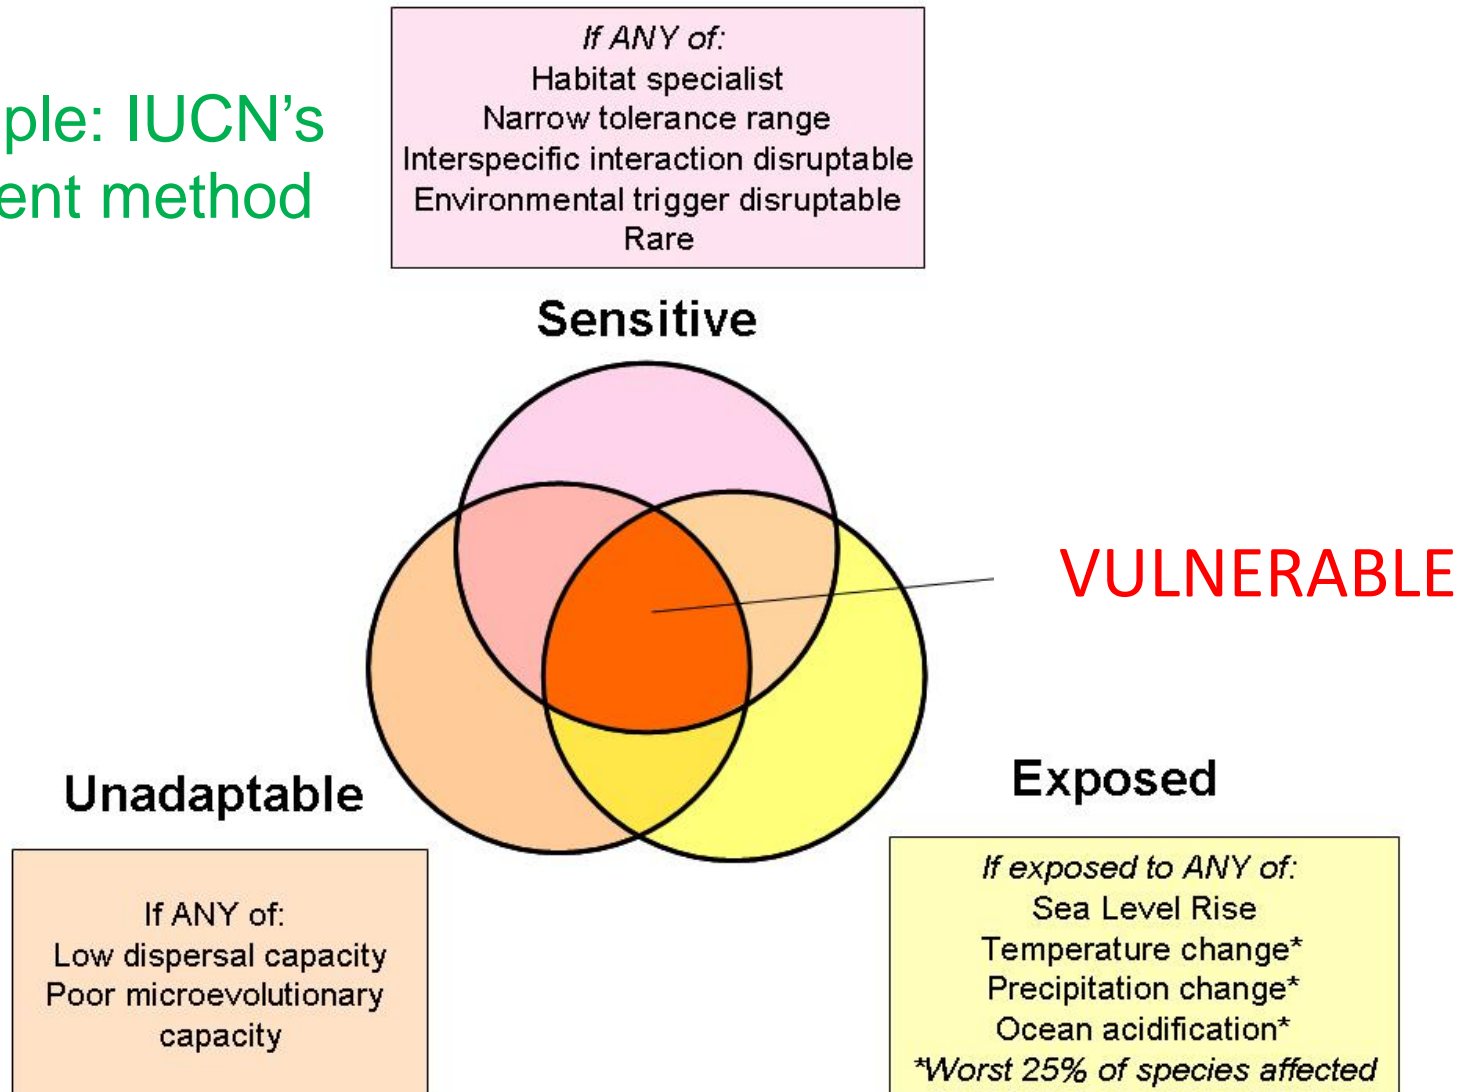 ple: IUCN's
ent method
If ANY of:
Habitat specialist
Narrow tolerance range
Interspecific interaction disruptable
Environmental trigger disruptable
Rare
Sensitive
VULNERABLE
Unadaptable
If ANY of:
Low dispersal capacity
Poor microevolutionary
capacity
Exposed
If exposed to ANY of:
Sea Level Rise
Temperature change*
Precipitation change*
Ocean acidification*
*Worst 25% of species affected